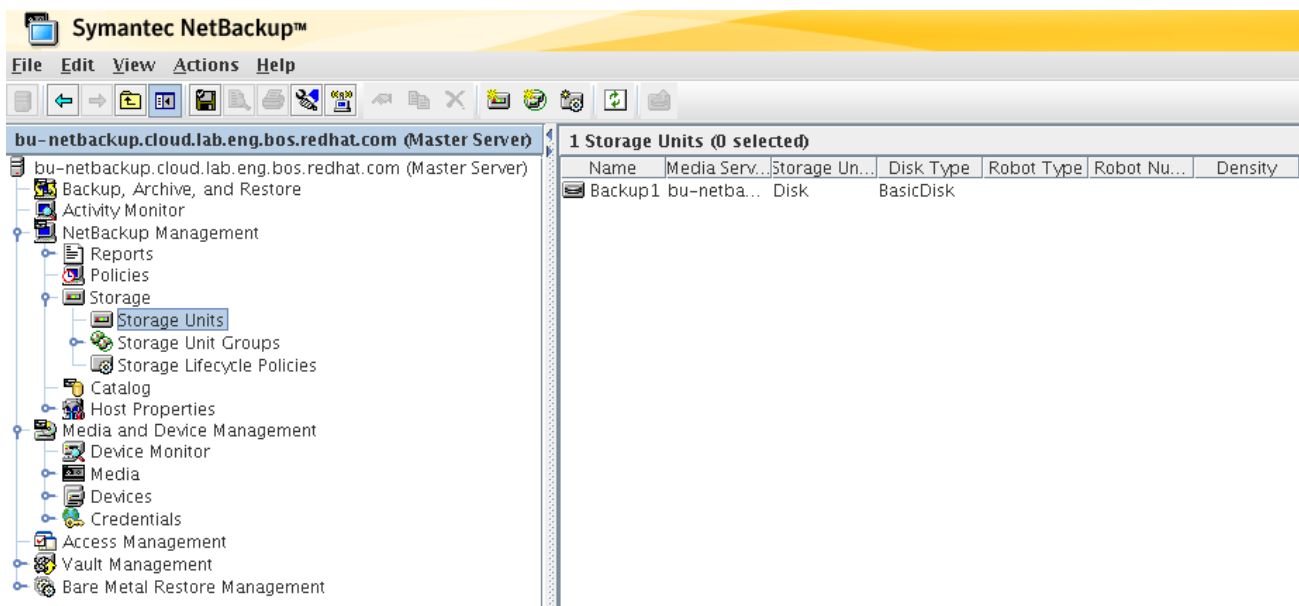 Symantec NetBackup™
File Edit View Actions Help
bu-netbackup.cloud.lab.eng.bos.redhat.com (Master Server)
bu-netbackup.cloud.lab.eng.bos.redhat.com (Master Server)
Backup, Archive, and Restore
Activity Monitor
NetBackup Management
Reports
Policies
Storage
Storage Units
Storage Unit Groups
Storage Lifecycle Policies
Catalog
Host Properties
Media and Device Management
Device Monitor
Media
Devices
Credentials
Access Management
Vault Management
Bare Metal Restore Management
1 Storage Units (0 selected)
Name Media Serv... Storage Un... Disk Type Robot Type Robot Nu... Density
Backup1 bu-netba... Disk BasicDisk